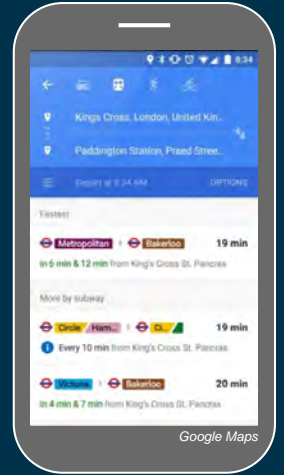 8:34
Kings Cross, London, United Kin...
Paddington Station, Praed Stree...
Depart at 8:34 AM OPTIONS
Fastest
Metropolitan Bakerloo 19 min
in 6 min & 12 min from King's Cross St. Pancras
More by subway
Circle Ham... Ci... 19 min
Every 10 min from King's Cross St. Pancras
Victoria Bakerloo 20 min
in 4 min & 7 min from King's Cross St. Pancras
Google Maps